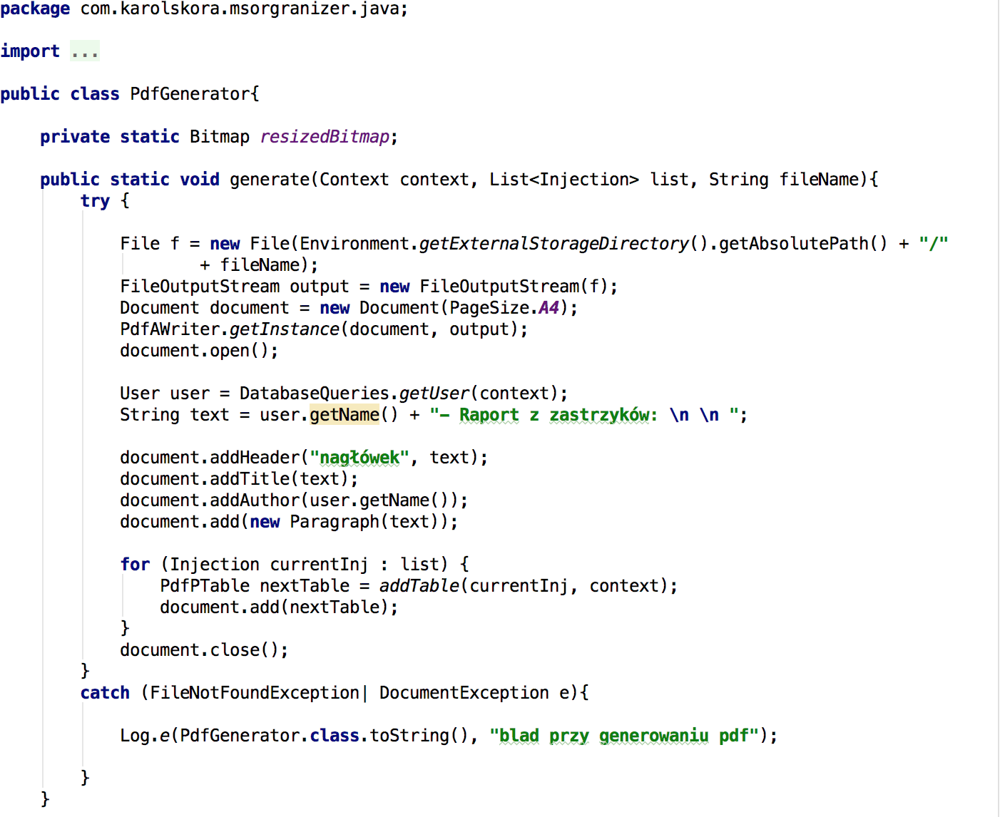 package com.karolskora.msorgranizer.java;
import ...
public class PdfGenerator{
private static Bitmap resizedBitmap;
public static void generate(Context context, List<Injection> list, String fileName){
try {
File f = new File(Environment.getExternalStorageDirectory().getAbsolutePath() + "/"
+ fileName);
FileOutputStream output = new FileOutputStream(f);
Document document = new Document(PageSize.A4);
PdfAWriter.getInstance(document, output);
document.open();
User user = DatabaseQueries.getUser(context);
String text = user.getName() + "– Raport z zastrzyków: \n \n ";
document.addHeader("nagłówek", text);
document.addTitle(text);
document.addAuthor(user.getName());
document.add(new Paragraph(text));
for (Injection currentInj : list) {
PdfPTable nextTable = addTable(currentInj, context);
document.add(nextTable);
}
document.close();
}
catch (FileNotFoundException| DocumentException e){
Log.e(PdfGenerator.class.toString(), "blad przy generowaniu pdf");
}
}